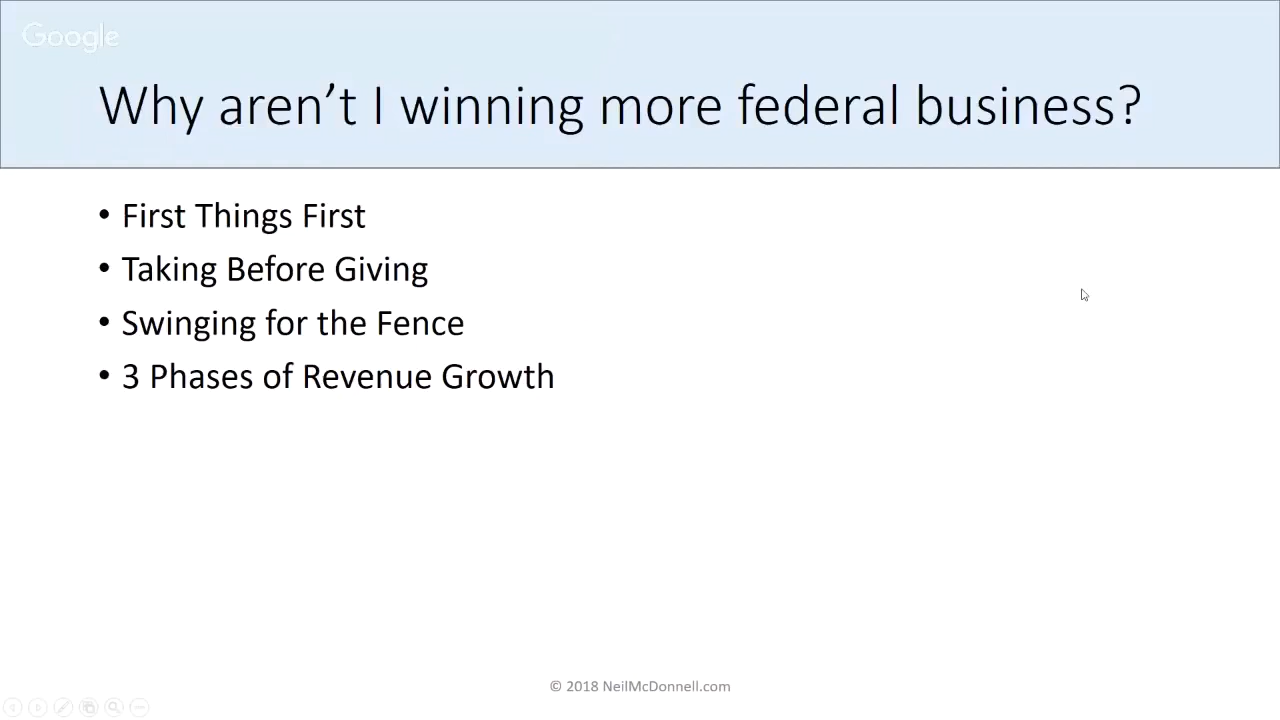 Google
Why aren’t I winning more federal business?
• First Things First
• Taking Before Giving
• Swinging for the Fence
• 3 Phases of Revenue Growth
© 2018 NeilMcDonnell.com